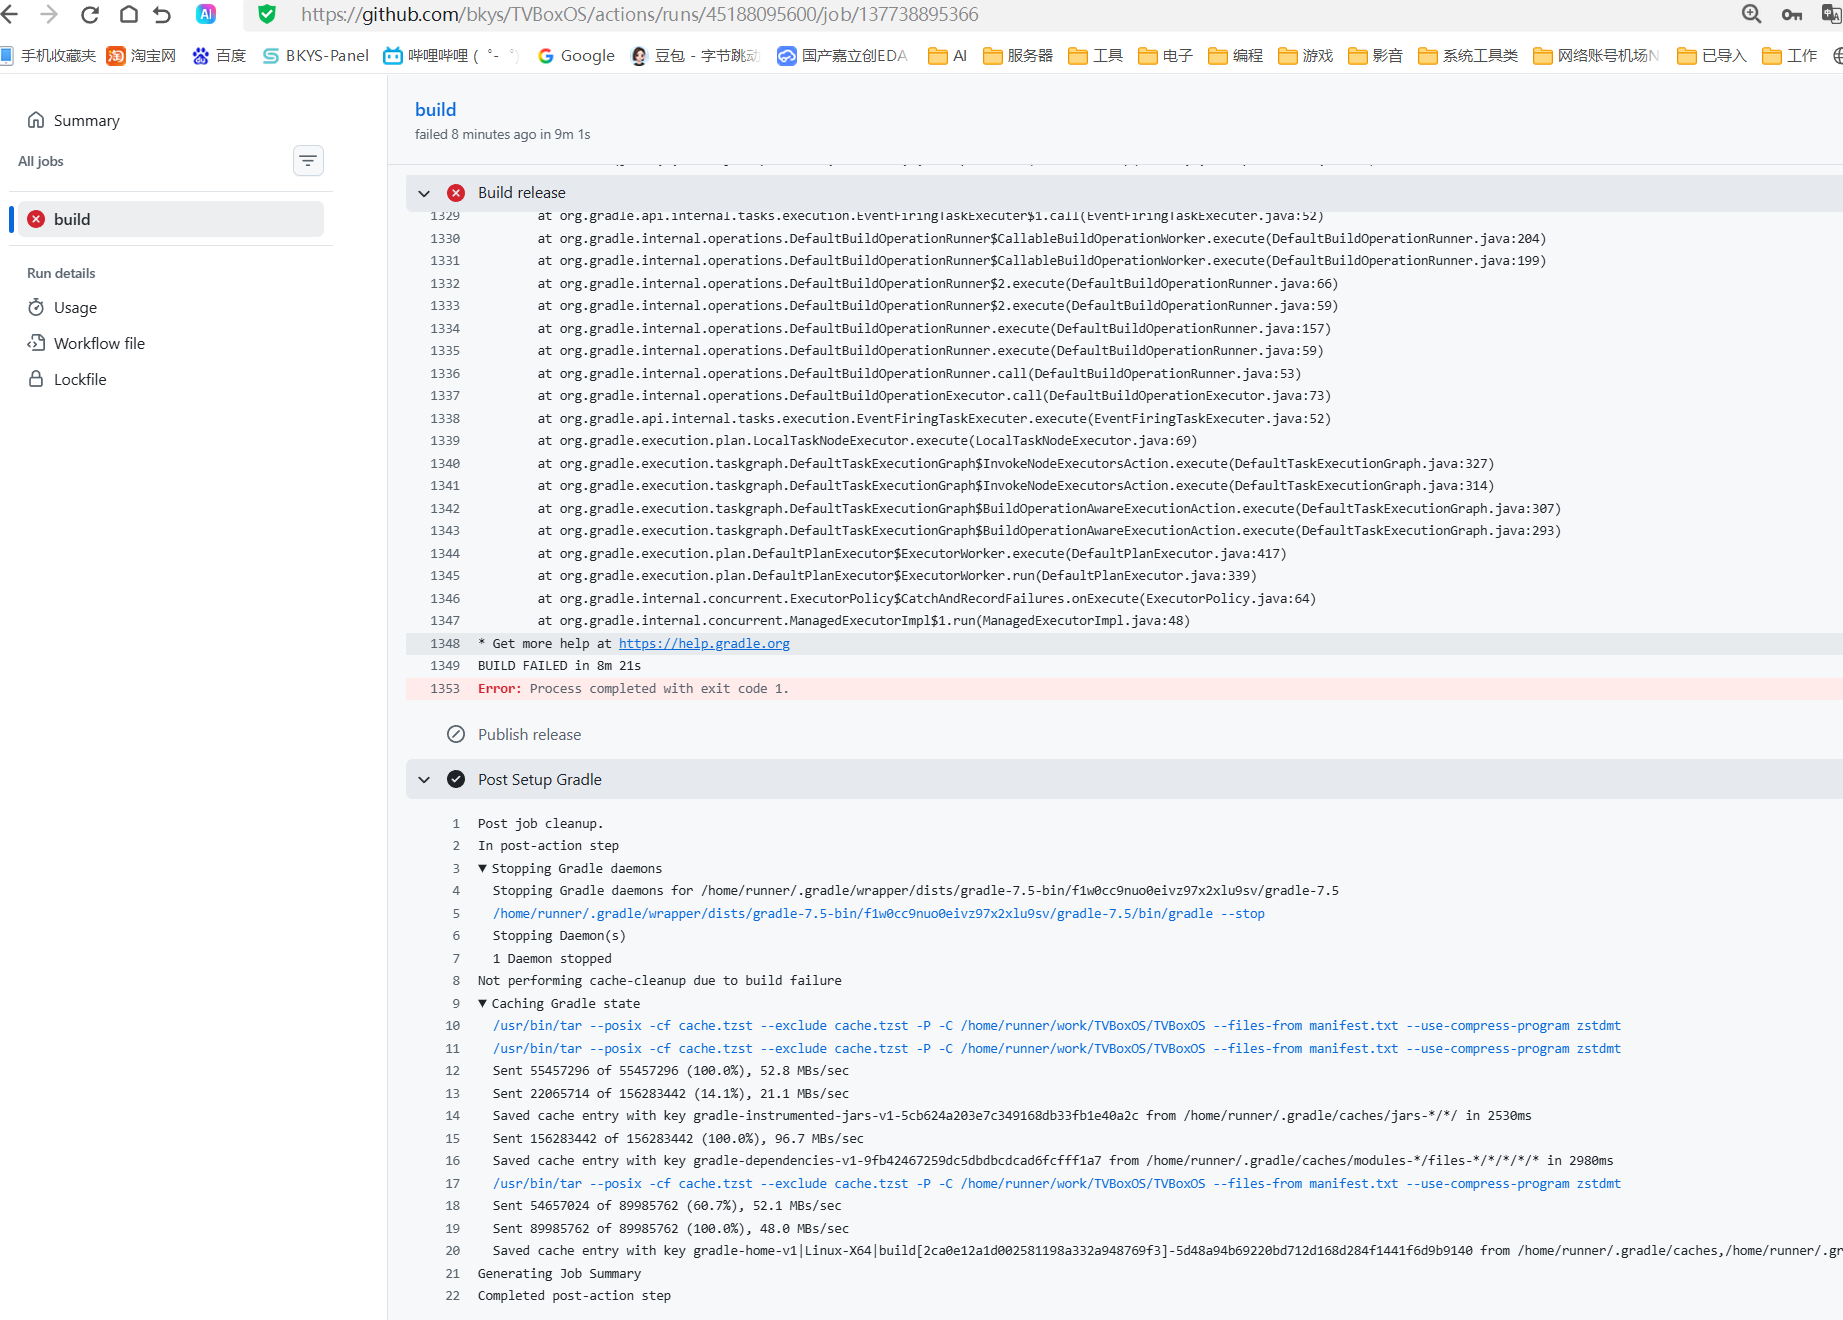 https://github.com/bkys/TVBoxOS/actions/runs/45188095600/job/137738895366
手机收藏夹 淘宝网 百度 BKYS-Panel 哔哩哔哩 ( ゜- ゜) Google 豆包 - 字节跳动 国产嘉立创EDA AI 服务器 工具 电子 编程 游戏 影音 系统工具类 网络账号机场N 已导入 工作
Summary
All jobs
build
Run details
Usage
Workflow file
Lockfile
build
failed 8 minutes ago in 9m 1s
Build release
1329 at org.gradle.api.internal.tasks.execution.EventFiringTaskExecuter$1.call(EventFiringTaskExecuter.java:52)
1330 at org.gradle.internal.operations.DefaultBuildOperationRunner$CallableBuildOperationWorker.execute(DefaultBuildOperationRunner.java:204)
1331 at org.gradle.internal.operations.DefaultBuildOperationRunner$CallableBuildOperationWorker.execute(DefaultBuildOperationRunner.java:199)
1332 at org.gradle.internal.operations.DefaultBuildOperationRunner$2.execute(DefaultBuildOperationRunner.java:66)
1333 at org.gradle.internal.operations.DefaultBuildOperationRunner$2.execute(DefaultBuildOperationRunner.java:59)
1334 at org.gradle.internal.operations.DefaultBuildOperationRunner.execute(DefaultBuildOperationRunner.java:157)
1335 at org.gradle.internal.operations.DefaultBuildOperationRunner.execute(DefaultBuildOperationRunner.java:59)
1336 at org.gradle.internal.operations.DefaultBuildOperationRunner.call(DefaultBuildOperationRunner.java:53)
1337 at org.gradle.internal.operations.DefaultBuildOperationExecutor.call(DefaultBuildOperationExecutor.java:73)
1338 at org.gradle.api.internal.tasks.execution.EventFiringTaskExecuter.execute(EventFiringTaskExecuter.java:52)
1339 at org.gradle.execution.plan.LocalTaskNodeExecutor.execute(LocalTaskNodeExecutor.java:69)
1340 at org.gradle.execution.taskgraph.DefaultTaskExecutionGraph$InvokeNodeExecutorsAction.execute(DefaultTaskExecutionGraph.java:327)
1341 at org.gradle.execution.taskgraph.DefaultTaskExecutionGraph$InvokeNodeExecutorsAction.execute(DefaultTaskExecutionGraph.java:314)
1342 at org.gradle.execution.taskgraph.DefaultTaskExecutionGraph$BuildOperationAwareExecutionAction.execute(DefaultTaskExecutionGraph.java:307)
1343 at org.gradle.execution.taskgraph.DefaultTaskExecutionGraph$BuildOperationAwareExecutionAction.execute(DefaultTaskExecutionGraph.java:293)
1344 at org.gradle.execution.plan.DefaultPlanExecutor$ExecutorWorker.execute(DefaultPlanExecutor.java:417)
1345 at org.gradle.execution.plan.DefaultPlanExecutor$ExecutorWorker.run(DefaultPlanExecutor.java:339)
1346 at org.gradle.internal.concurrent.ExecutorPolicy$CatchAndRecordFailures.onExecute(ExecutorPolicy.java:64)
1347 at org.gradle.internal.concurrent.ManagedExecutorImpl$1.run(ManagedExecutorImpl.java:48)
1348 * Get more help at https://help.gradle.org
1349 BUILD FAILED in 8m 21s
1353 Error: Process completed with exit code 1.
Publish release
Post Setup Gradle
1 Post job cleanup.
2 In post-action step
3 ▼ Stopping Gradle daemons
4 Stopping Gradle daemons for /home/runner/.gradle/wrapper/dists/gradle-7.5-bin/f1w0cc9nuo0eivz97x2xlu9sv/gradle-7.5
5 /home/runner/.gradle/wrapper/dists/gradle-7.5-bin/f1w0cc9nuo0eivz97x2xlu9sv/gradle-7.5/bin/gradle --stop
6 Stopping Daemon(s)
7 1 Daemon stopped
8 Not performing cache-cleanup due to build failure
9 ▼ Caching Gradle state
10 /usr/bin/tar --posix -cf cache.tzst --exclude cache.tzst -P -C /home/runner/work/TVBoxOS/TVBoxOS --files-from manifest.txt --use-compress-program zstdmt
11 /usr/bin/tar --posix -cf cache.tzst --exclude cache.tzst -P -C /home/runner/work/TVBoxOS/TVBoxOS --files-from manifest.txt --use-compress-program zstdmt
12 Sent 55457296 of 55457296 (100.0%), 52.8 MBs/sec
13 Sent 22065714 of 156283442 (14.1%), 21.1 MBs/sec
14 Saved cache entry with key gradle-instrumented-jars-v1-5cb624a203e7c349168db33fb1e40a2c from /home/runner/.gradle/caches/jars-*/*/ in 2530ms
15 Sent 156283442 of 156283442 (100.0%), 96.7 MBs/sec
16 Saved cache entry with key gradle-dependencies-v1-9fb42467259dc5dbdbcdcad6fcfff1a7 from /home/runner/.gradle/caches/modules-*/files-*/*/*/*/* in 2980ms
17 /usr/bin/tar --posix -cf cache.tzst --exclude cache.tzst -P -C /home/runner/work/TVBoxOS/TVBoxOS --files-from manifest.txt --use-compress-program zstdmt
18 Sent 54657024 of 89985762 (60.7%), 52.1 MBs/sec
19 Sent 89985762 of 89985762 (100.0%), 48.0 MBs/sec
20 Saved cache entry with key gradle-home-v1|Linux-X64|build[2ca0e12a1d002581198a332a948769f3]-5d48a94b69220bd712d168d284f1441f6d9b9140 from /home/runner/.gradle/caches,/home/runner/.gr
21 Generating Job Summary
22 Completed post-action step